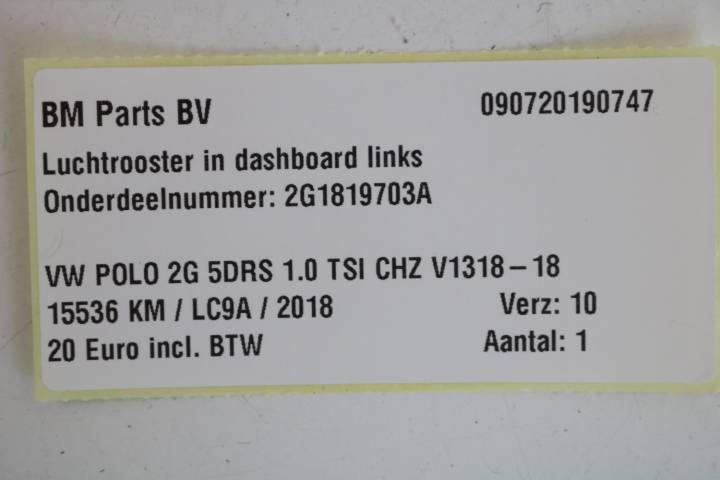 BM Parts BV 090720190747
Luchtrooster in dashboard links
Onderdeelnummer: 2G1819703A
VW POLO 2G 5DRS 1.0 TSI CHZ V1318-18
15536 KM / LC9A / 2018 Verz: 10
20 Euro incl. BTW Aantal: 1